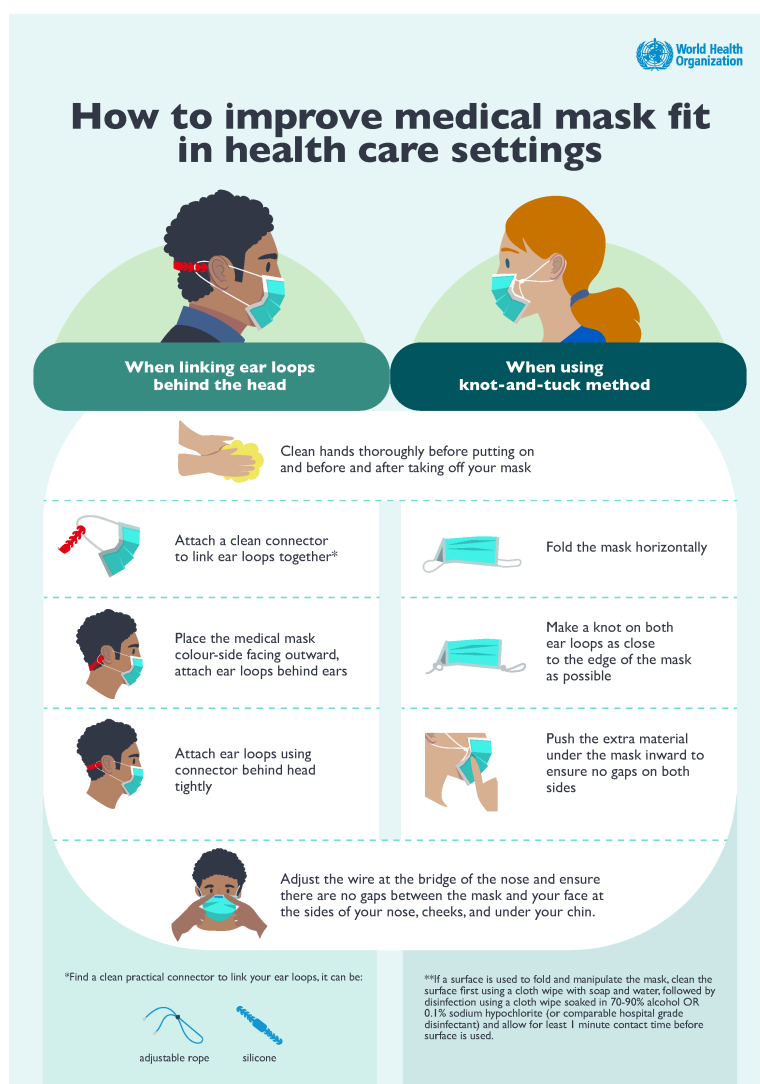 World Health
Organization
How to improve medical mask fit
in health care settings
When linking ear loops
behind the head
When using
knot-and-tuck method
Clean hands thoroughly before putting on
and before and after taking off your mask
Attach a clean connector
to link ear loops together*
Fold the mask horizontally
Place the medical mask
colour-side facing outward,
attach ear loops behind ears
Make a knot on both
ear loops as close
to the edge of the mask
as possible
Attach ear loops using
connector behind head
tightly
Push the extra material
under the mask inward to
ensure no gaps on both
sides
Adjust the wire at the bridge of the nose and ensure
there are no gaps between the mask and your face at
the sides of your nose, cheeks, and under your chin.
*Find a clean practical connector to link your ear loops, it can be:
adjustable rope
silicone
**If a surface is used to fold and manipulate the mask, clean the
surface first using a cloth wipe with soap and water, followed by
disinfection using a cloth wipe soaked in 70-90% alcohol OR
0.1% sodium hypochlorite (or comparable hospital grade
disinfectant) and allow for least 1 minute contact time before
surface is used.